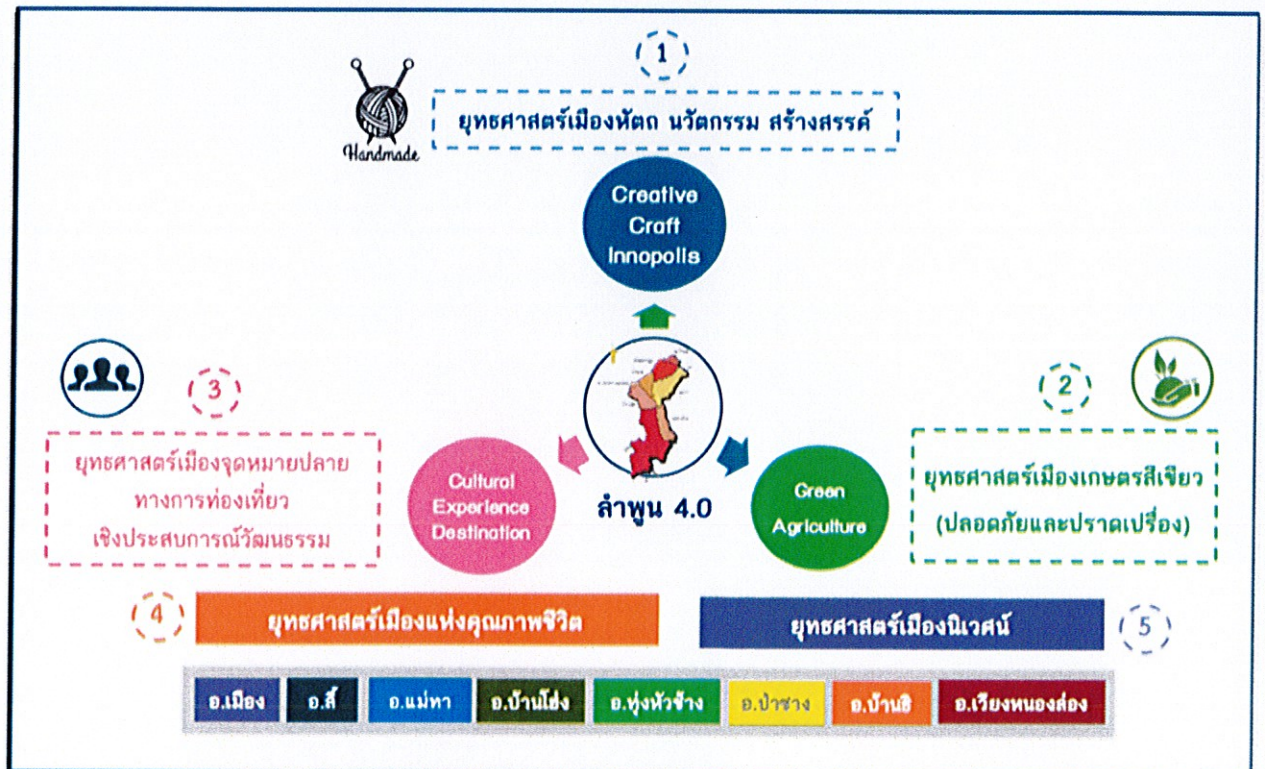 1
Handmade
ยุทธศาสตร์เมืองหัตถ นวัตกรรม สร้างสรรค์
Creative
Craft
Innopolis
3
ยุทธศาสตร์เมืองจุดหมายปลาย
ทางการท่องเที่ยว
เชิงประสบการณ์วัฒนธรรม
Cultural
Experience
Destination
ลำพูน 4.0
Green
Agriculture
2
ยุทธศาสตร์เมืองเกษตรสีเขียว
(ปลอดภัยและปราดเปรื่อง)
4
ยุทธศาสตร์เมืองแห่งคุณภาพชีวิต
ยุทธศาสตร์เมืองนิเวศน์
5
อ.เมือง
อ.ลี้
อ.แม่ทา
อ.บ้านโฮ่ง
อ.ทุ่งหัวช้าง
อ.ป่าซาง
อ.บ้านธิ
อ.เวียงหนองล่อง